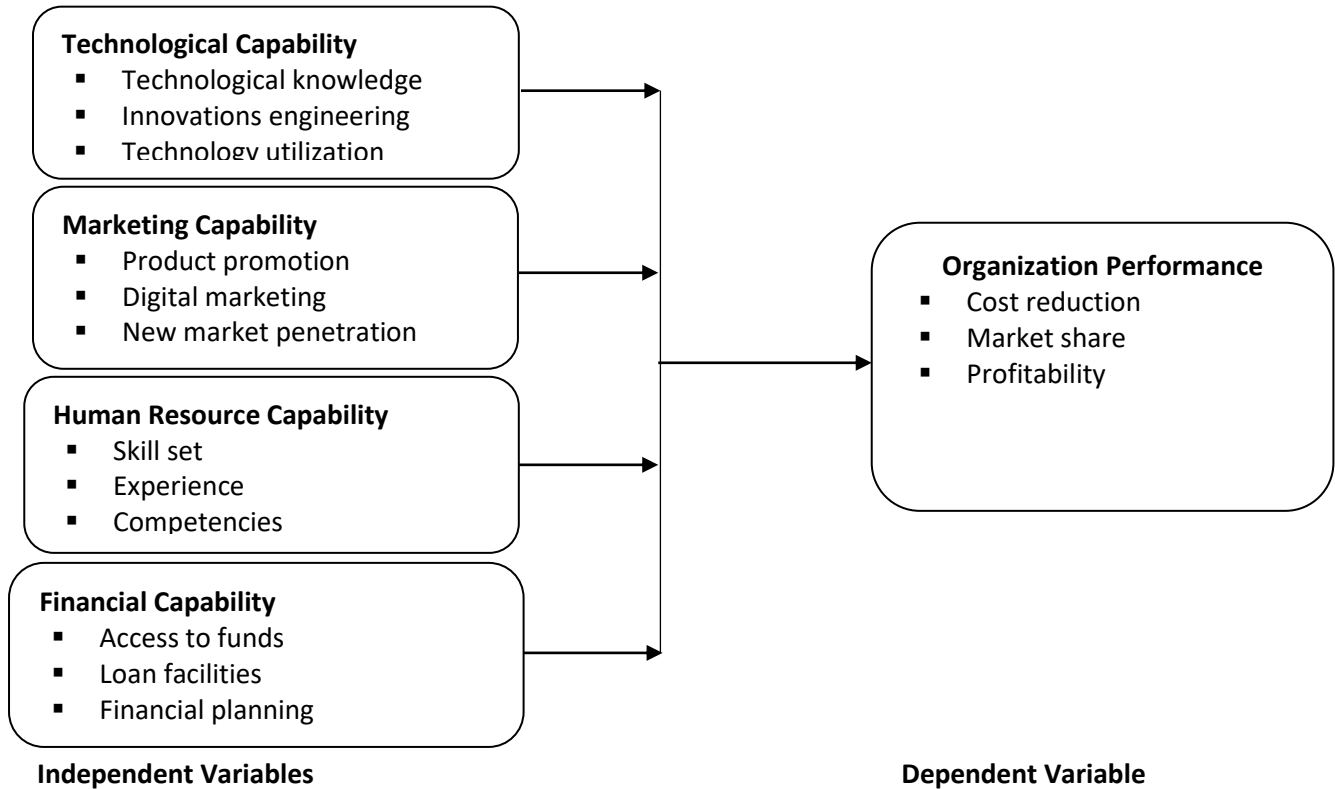 Technological Capability
▪ Technological knowledge
▪ Innovations engineering
▪ Technology utilization
Marketing Capability
▪ Product promotion
▪ Digital marketing
▪ New market penetration
Human Resource Capability
▪ Skill set
▪ Experience
▪ Competencies
Financial Capability
▪ Access to funds
▪ Loan facilities
▪ Financial planning
Independent Variables
Organization Performance
▪ Cost reduction
▪ Market share
▪ Profitability
Dependent Variable